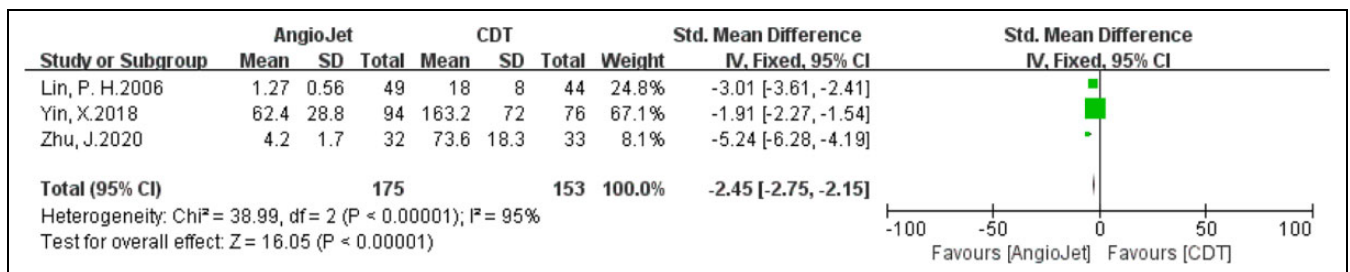 AngioJet CDT Std. Mean Difference Std. Mean Difference
Study or Subgroup Mean SD Total Mean SD Total Weight IV, Fixed, 95% CI IV, Fixed, 95% CI
Lin, P. H.2006 1.27 0.56 49 18 8 44 24.8% -3.01 [-3.61, -2.41]
Yin, X.2018 62.4 28.8 94 163.2 72 76 67.1% -1.91 [-2.27, -1.54]
Zhu, J.2020 4.2 1.7 32 73.6 18.3 33 8.1% -5.24 [-6.28, -4.19]
Total (95% CI) 175 153 100.0% -2.45 [-2.75, -2.15]
Heterogeneity: Chi² = 38.99, df = 2 (P < 0.00001); I² = 95%
Test for overall effect: Z = 16.05 (P < 0.00001)
-100 -50 0 50 100
Favours [AngioJet] Favours [CDT]